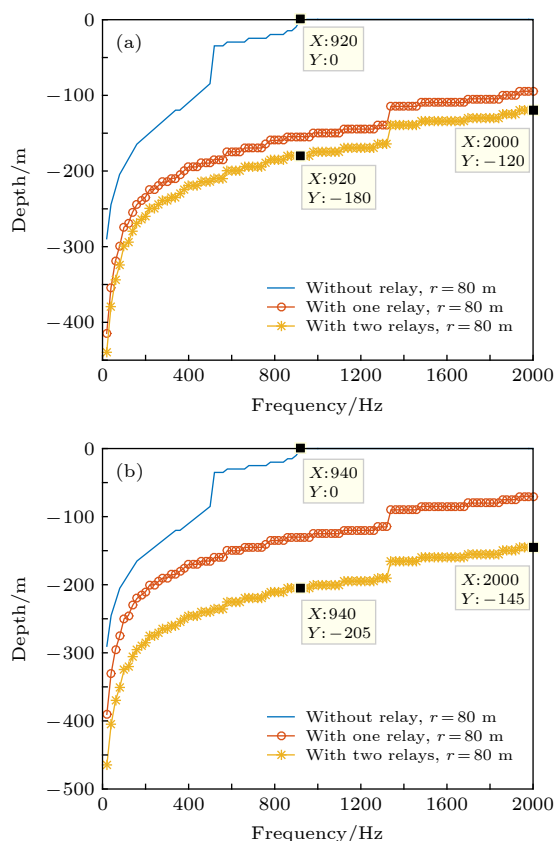 0
(a)
X:920
Y:0
−100
X:2000
Y:−120
X:920
Y:−180
−200
Depth/m
−300
Without relay, r=80 m
With one relay, r=80 m
With two relays, r=80 m
−400
0
400
800
1200
1600
2000
Frequency/Hz
0
(b)
X:940
Y:0
−100
X:2000
Y:−145
X:940
Y:−205
−200
Depth/m
−300
−400
Without relay, r=80 m
With one relay, r=80 m
With two relays, r=80 m
−500
0
400
800
1200
1600
2000
Frequency/Hz